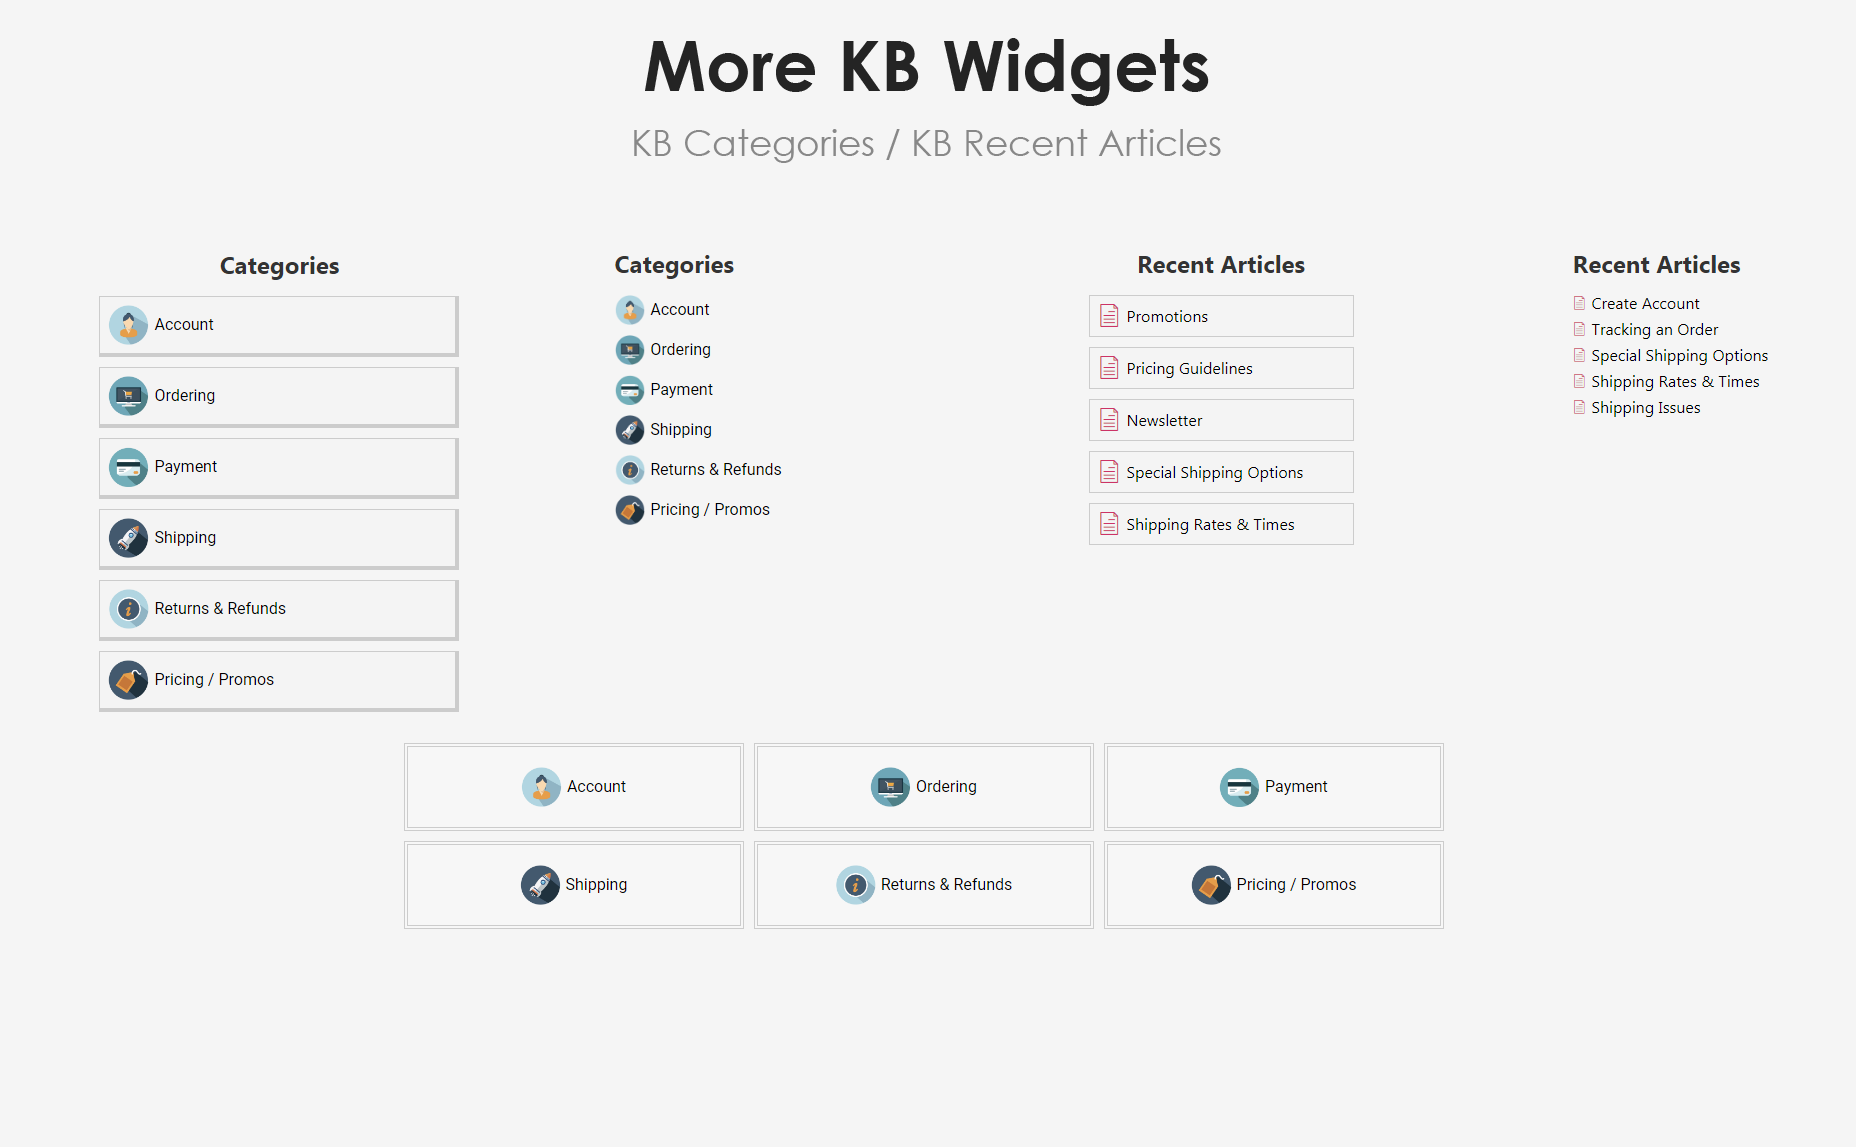 More KB Widgets
KB Categories / KB Recent Articles
Categories
Account
Ordering
Payment
Shipping
Returns & Refunds
Pricing / Promos
Categories
Account
Ordering
Payment
Shipping
Returns & Refunds
Pricing / Promos
Recent Articles
Promotions
Pricing Guidelines
Newsletter
Special Shipping Options
Shipping Rates & Times
Recent Articles
Create Account
Tracking an Order
Special Shipping Options
Shipping Rates & Times
Shipping Issues
Account
Ordering
Payment
Shipping
Returns & Refunds
Pricing / Promos